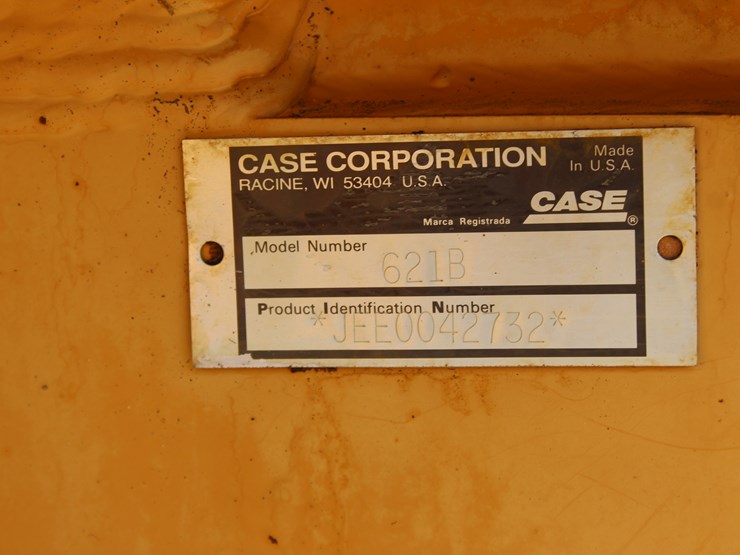 CASE CORPORATION
Made
In U.S.A.
RACINE, WI 53404 U.S.A.
CASE
Marca Registrada
®
Model Number
621B
Product Identification Number
*JEE0042732*